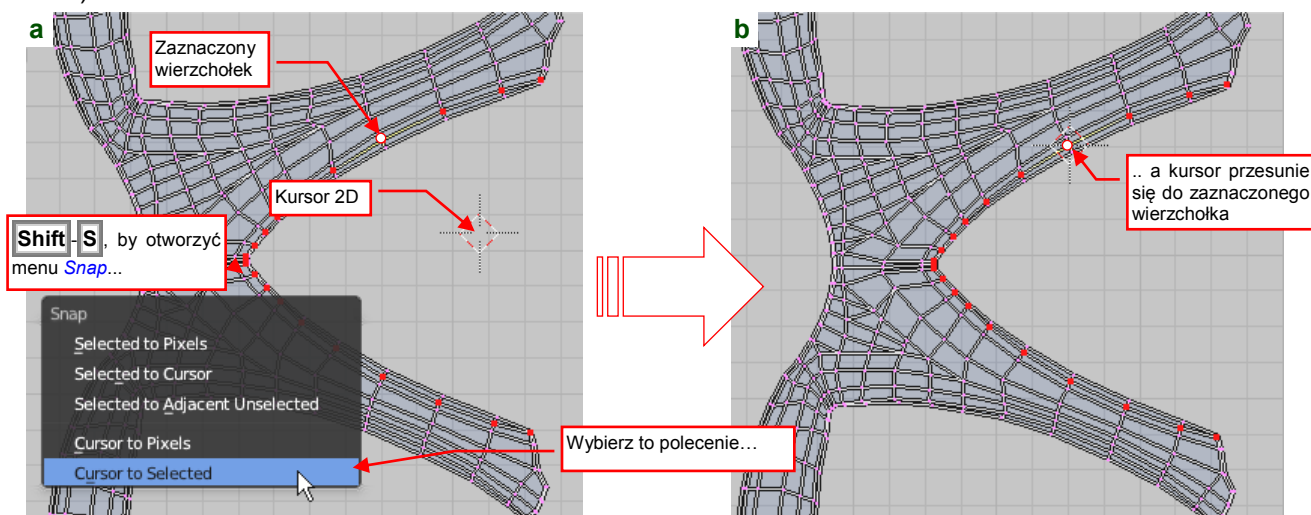 a
Zaznaczony
wierzchołek
Kursor 2D
Shift-S, by otworzyć
menu Snap...
Snap
Selected to Pixels
Selected to Cursor
Selected to Adjacent Unselected
Cursor to Pixels
Cursor to Selected
Wybierz to polecenie…
b
.. a kursor przesunie
się do zaznaczonego
wierzchołka